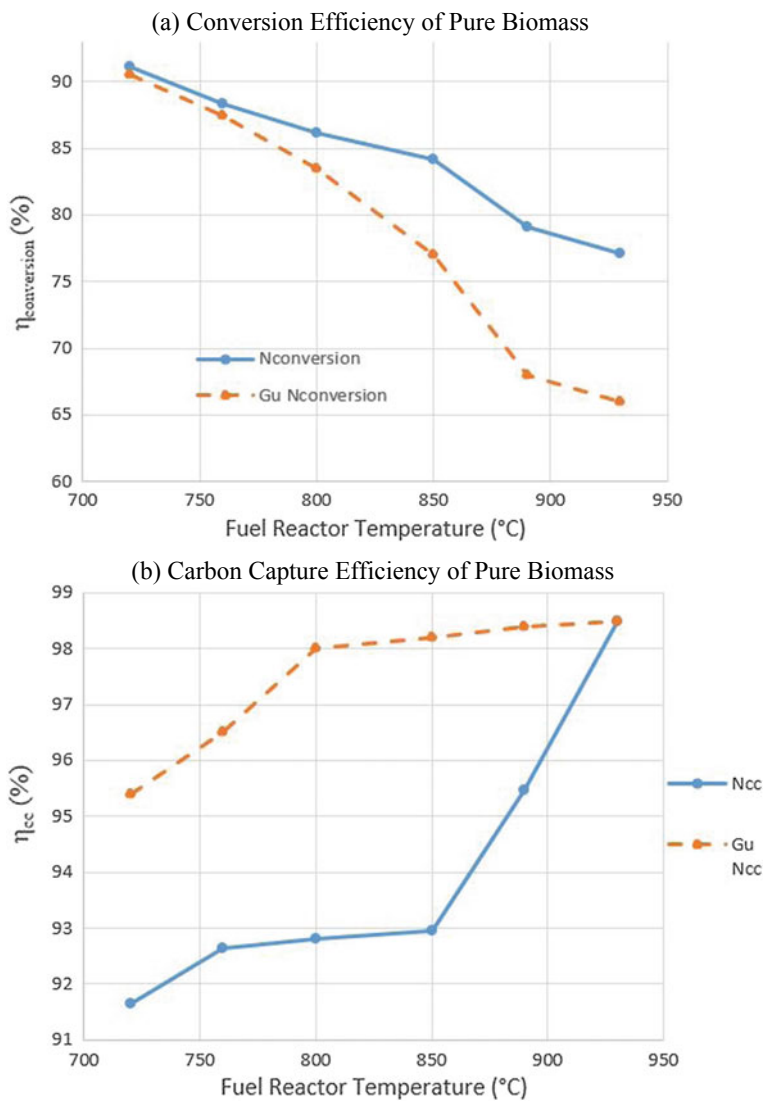 (a) Conversion Efficiency of Pure Biomass
90
85
80
75
70
65
60
ηconversion (%)
Nconversion
Gu Nconversion
700 750 800 850 900 950
Fuel Reactor Temperature (°C)
(b) Carbon Capture Efficiency of Pure Biomass
99
98
97
96
95
94
93
92
91
ηcc (%)
Ncc
Gu
Ncc
700 750 800 850 900 950
Fuel Reactor Temperature (°C)